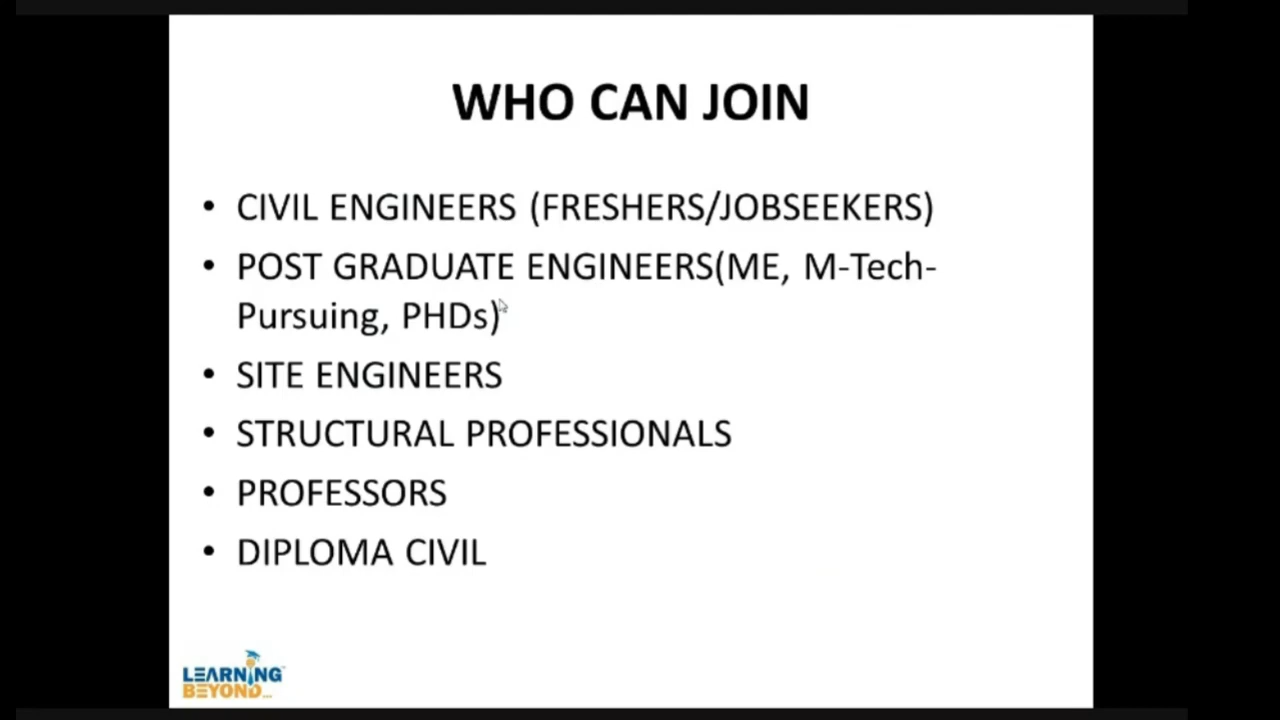 WHO CAN JOIN
• CIVIL ENGINEERS (FRESHERS/JOBSEEKERS)
• POST GRADUATE ENGINEERS(ME, M-Tech-
Pursuing, PHDs)
• SITE ENGINEERS
• STRUCTURAL PROFESSIONALS
• PROFESSORS
• DIPLOMA CIVIL
LEARNING
BEYOND...